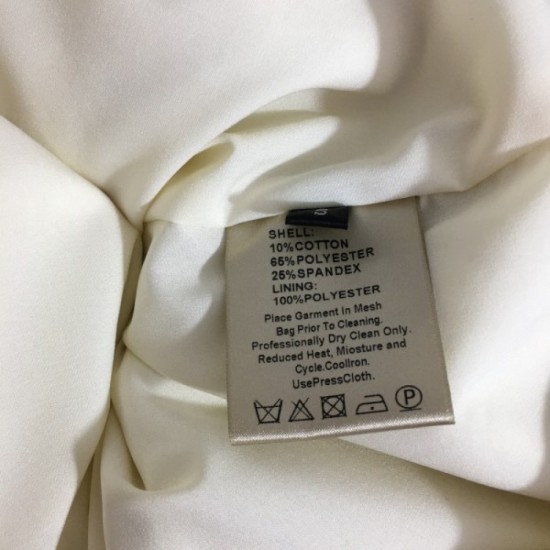 SHELL:
10%COTTON
65%POLYESTER
25%SPANDEX
LINING:
100%POLYESTER
Place Garment In Mesh
Bag Prior To Cleaning.
Professionally Dry Clean Only.
Reduced Heat, Miosture and
Cycle.CoolIron.
UsePressCloth.
P